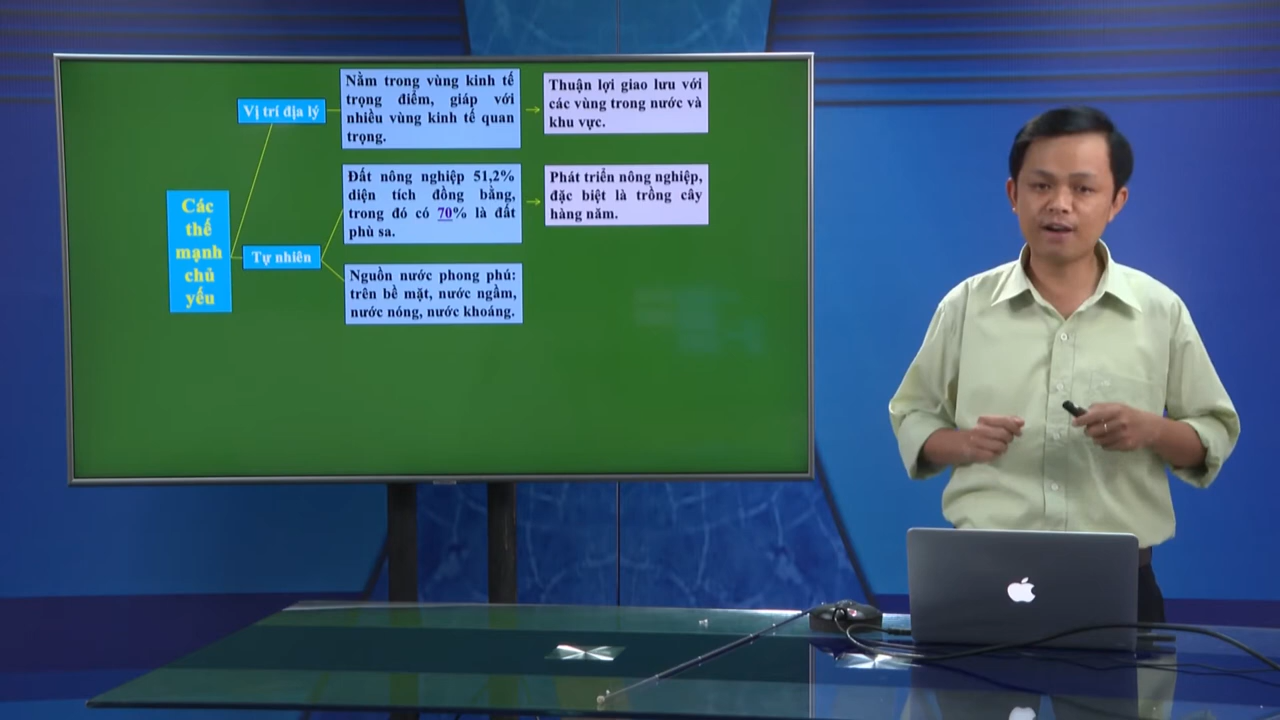 Vị trí địa lý
Nằm trong vùng kinh tế
trọng điểm, giáp với
nhiều vùng kinh tế quan
trọng.
Thuận lợi giao lưu với
các vùng trong nước và
khu vực.
Các
thế
mạnh
chủ
yếu
Tự nhiên
Đất nông nghiệp 51,2%
diện tích đồng bằng,
trong đó có 70% là đất
phù sa.
Phát triển nông nghiệp,
đặc biệt là trồng cây
hàng năm.
Nguồn nước phong phú:
trên bề mặt, nước ngầm,
nước nóng, nước khoáng.